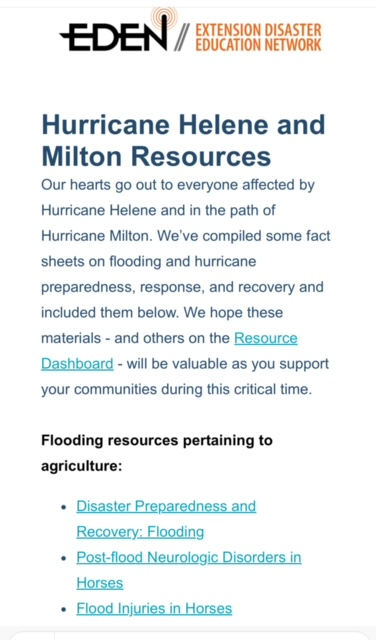 EDEN // EXTENSION DISASTER
EDUCATION NETWORK
Hurricane Helene and
Milton Resources
Our hearts go out to everyone affected by
Hurricane Helene and in the path of
Hurricane Milton. We've compiled some fact
sheets on flooding and hurricane
preparedness, response, and recovery and
included them below. We hope these
materials - and others on the Resource
Dashboard - will be valuable as you support
your communities during this critical time.
Flooding resources pertaining to
agriculture:
• Disaster Preparedness and
Recovery: Flooding
• Post-flood Neurologic Disorders in
Horses
• Flood Injuries in Horses